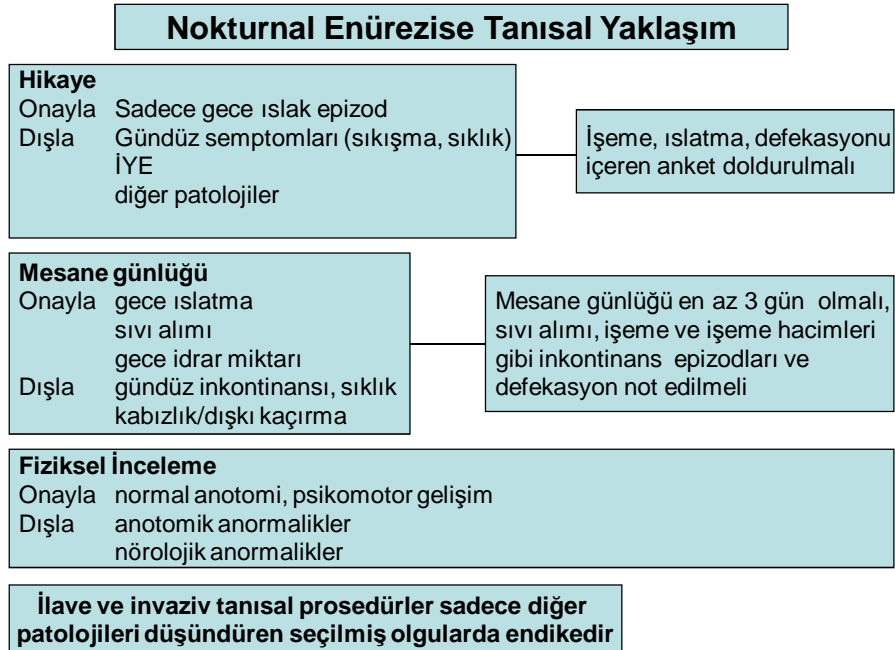 Nokturnal Enürezise Tanısal Yaklaşım
Hikaye
Onayla Sadece gece ıslak epizod
Dışla Gündüz semptomları (sıkışma, sıklık)
İYE
diğer patolojiler
İşeme, ıslatma, defekasyonu
içeren anket doldurulmalı
Mesane günlüğü
Onayla gece ıslatma
sıvı alımı
gece idrar miktarı
Dışla gündüz inkontinansı, sıklık
kabızlık/dışkı kaçırma
Mesane günlüğü en az 3 gün olmalı,
sıvı alımı, işeme ve işeme hacimleri
gibi inkontinans epizodları ve
defekasyon not edilmeli
Fiziksel İnceleme
Onayla normal anotomi, psikomotor gelişim
Dışla anotomik anormalikler
nörolojik anormalikler
İlave ve invaziv tanısal prosedürler sadece diğer
patolojileri düşündüren seçilmiş olgularda endikedir